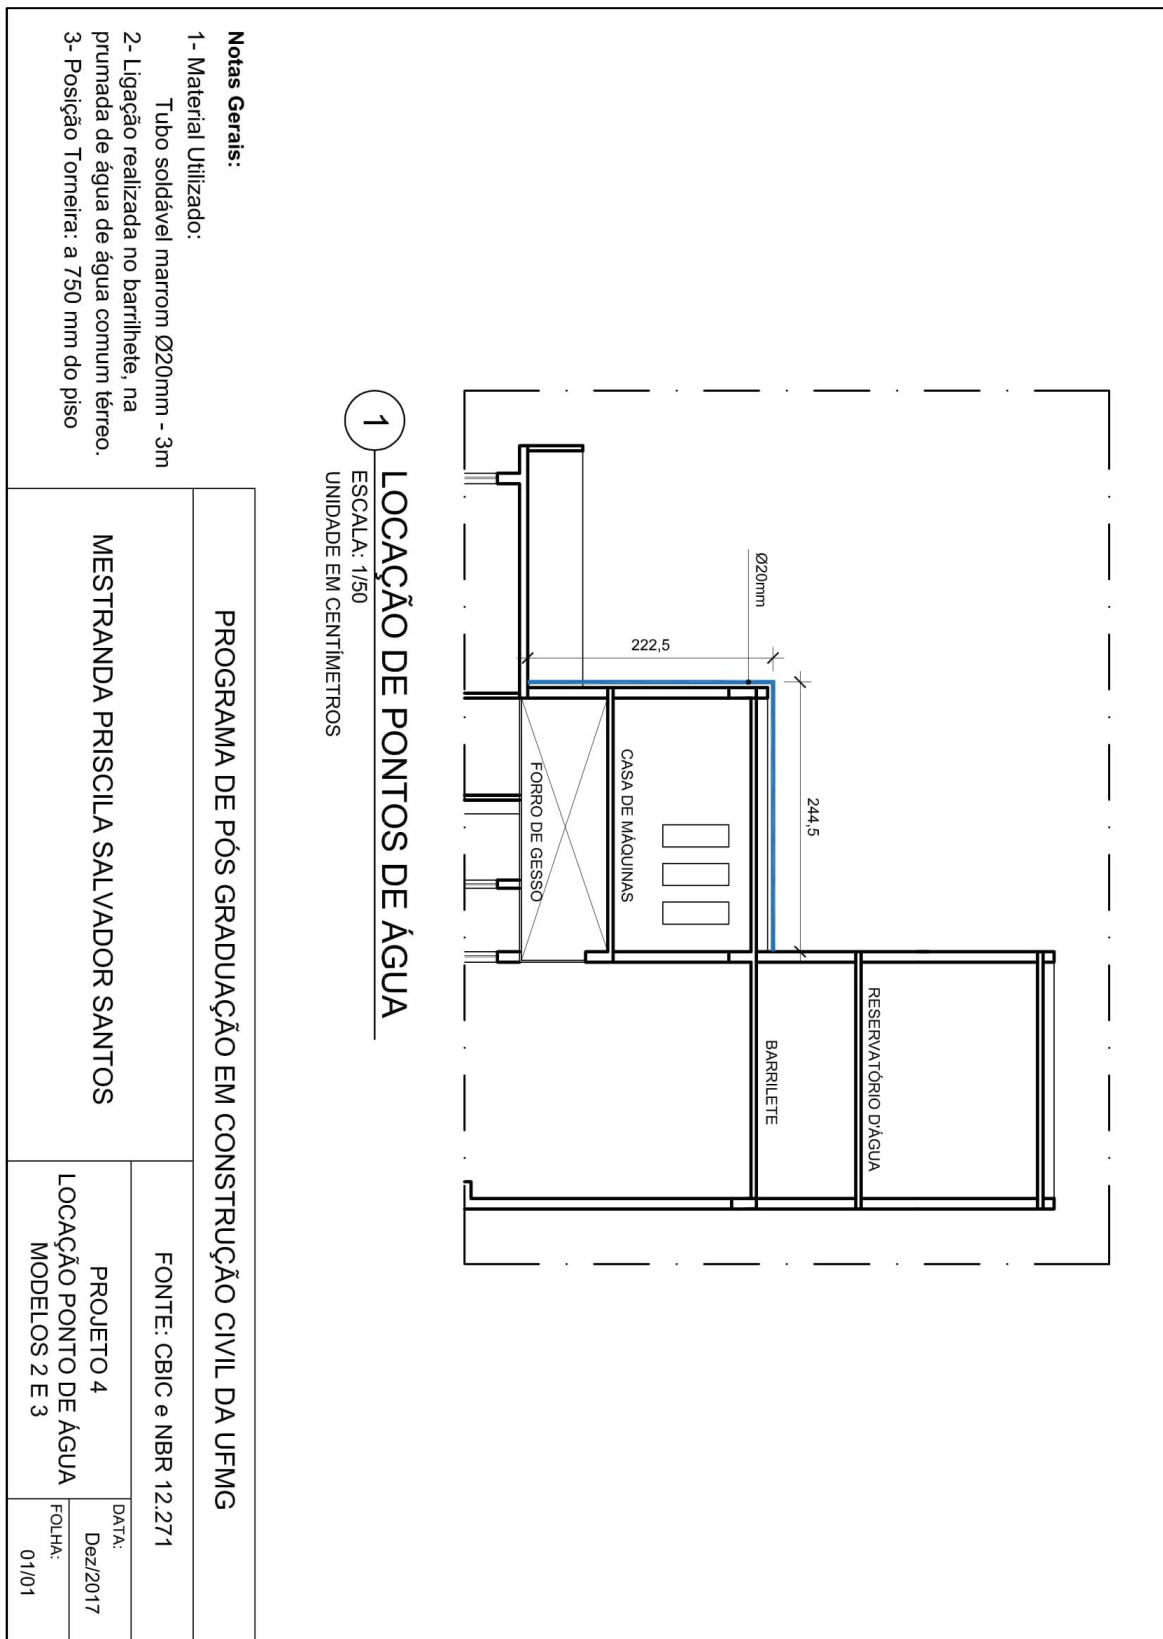 Ø20mm
222,5
244,5
RESERVATÓRIO D'ÁGUA
BARRILETE
CASA DE MÁQUINAS
FORRO DE GESSO
1
LOCAÇÃO DE PONTOS DE ÁGUA
ESCALA: 1/50
UNIDADE EM CENTÍMETROS
Notas Gerais:
1- Material Utilizado:
Tubo soldável marrom Ø20mm - 3m
2- Ligação realizada no barrilhete, na
prumada de água de água comum térreo.
3- Posição Torneira: a 750 mm do piso
PROGRAMA DE PÓS GRADUAÇÃO EM CONSTRUÇÃO CIVIL DA UFMG
MESTRANDA PRISCILA SALVADOR SANTOS
FONTE: CBIC e NBR 12.271
PROJETO 4
LOCAÇÃO PONTO DE ÁGUA
MODELOS 2 E 3
DATA:
Dez/2017
FOLHA:
01/01